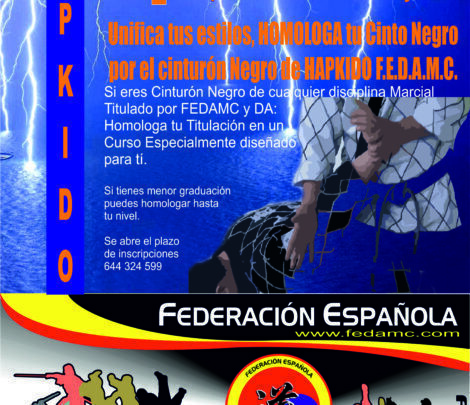 P
K
I
D
O
Unifica tus estilos, HOMOLOGA tu Cinto Negro
por el cinturón Negro de HAPKIDO F.E.D.A.M.C.
Si eres Cinturón Negro de cualquier disciplina Marcial
Titulado por FEDAMC y DA:
Homologa tu Titulación en un
Curso Especialmente diseñado
para tí.
Si tienes menor graduación
puedes homologar hasta
tu nivel.
Se abre el plazo
de inscripciones
644 324 599
FEDERACIÓN ESPAÑOLA
www.fedamc.com
FEDERACIÓN ESPAÑOLA